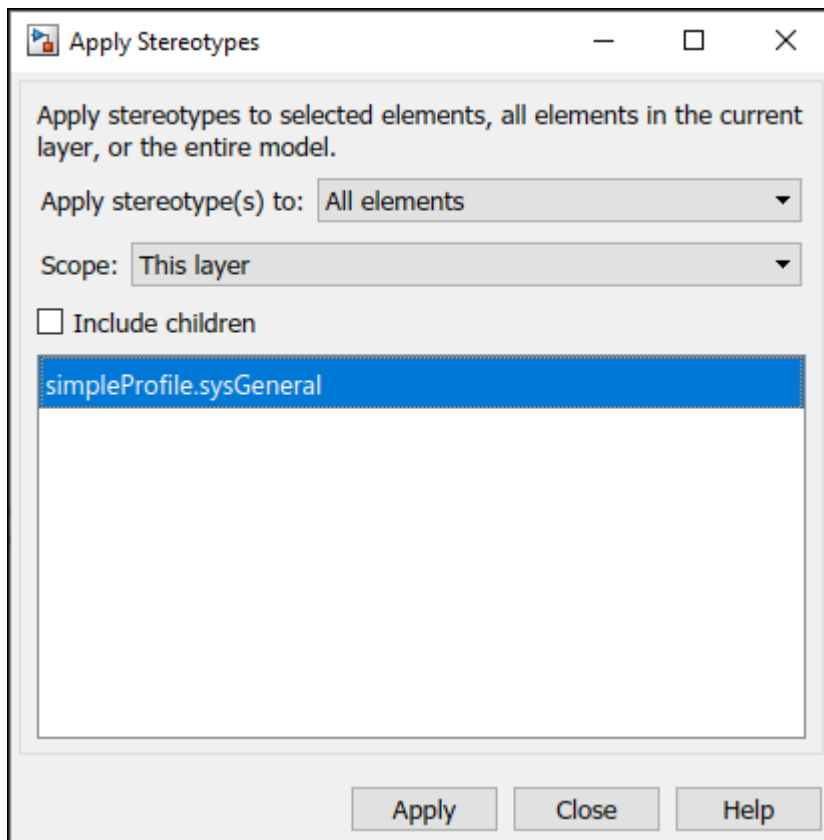 Apply Stereotypes
Apply stereotypes to selected elements, all elements in the current
layer, or the entire model.
Apply stereotype(s) to: All elements
Scope: This layer
Include children
simpleProfile.sysGeneral
Apply Close Help